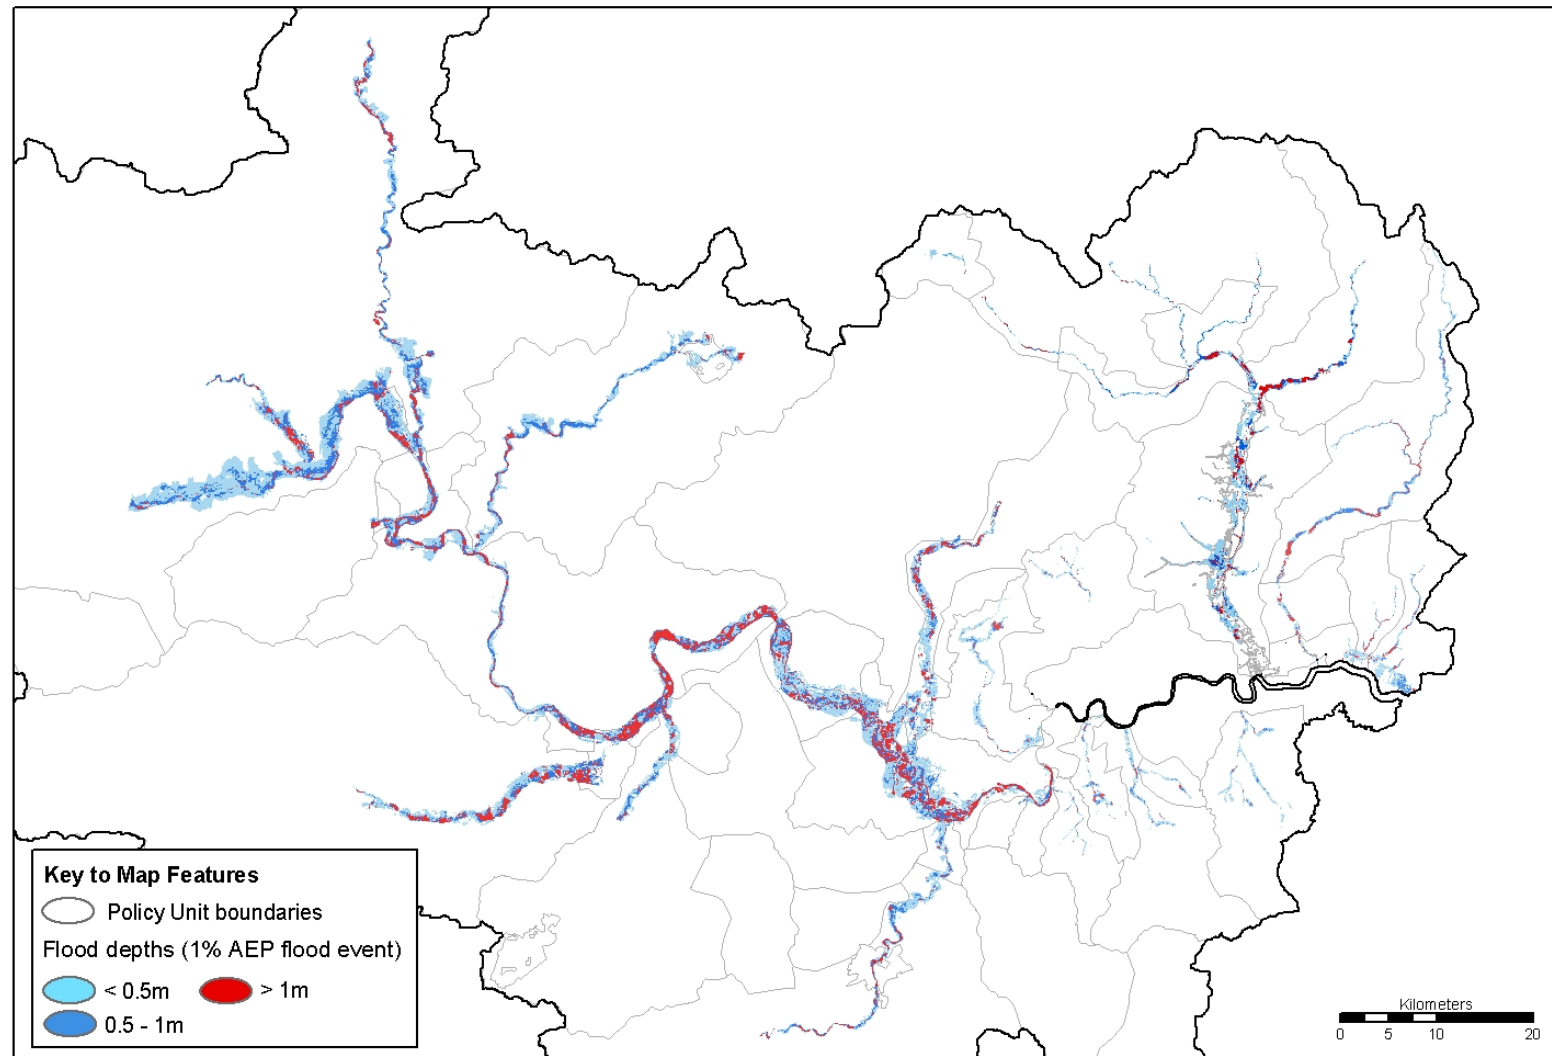 Key to Map Features
Policy Unit boundaries
Flood depths (1% AEP flood event)
< 0.5m > 1m
0.5 - 1m
Kilometers
0 5 10 20